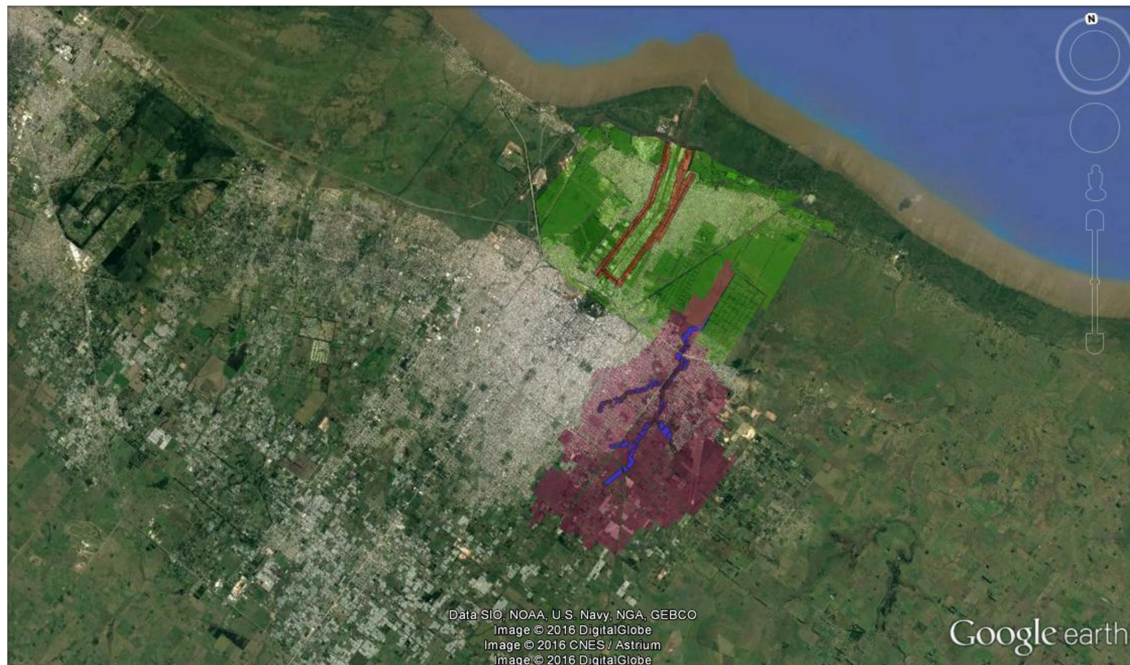 N
Data SIO, NOAA, U.S. Navy, NGA, GEBCO
Image © 2016 DigitalGlobe
Image © 2016 CNES / Astrium
Image © 2016 DigitalGlobe
Google earth